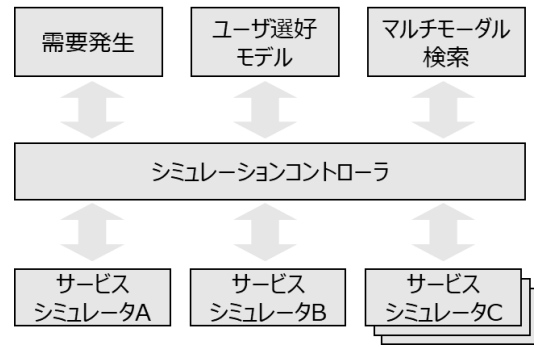 需要発生
ユーザ選好
モデル
マルチモーダル
検索
シミュレーションコントローラ
サービス
シミュレータA
サービス
シミュレータB
サービス
シミュレータC